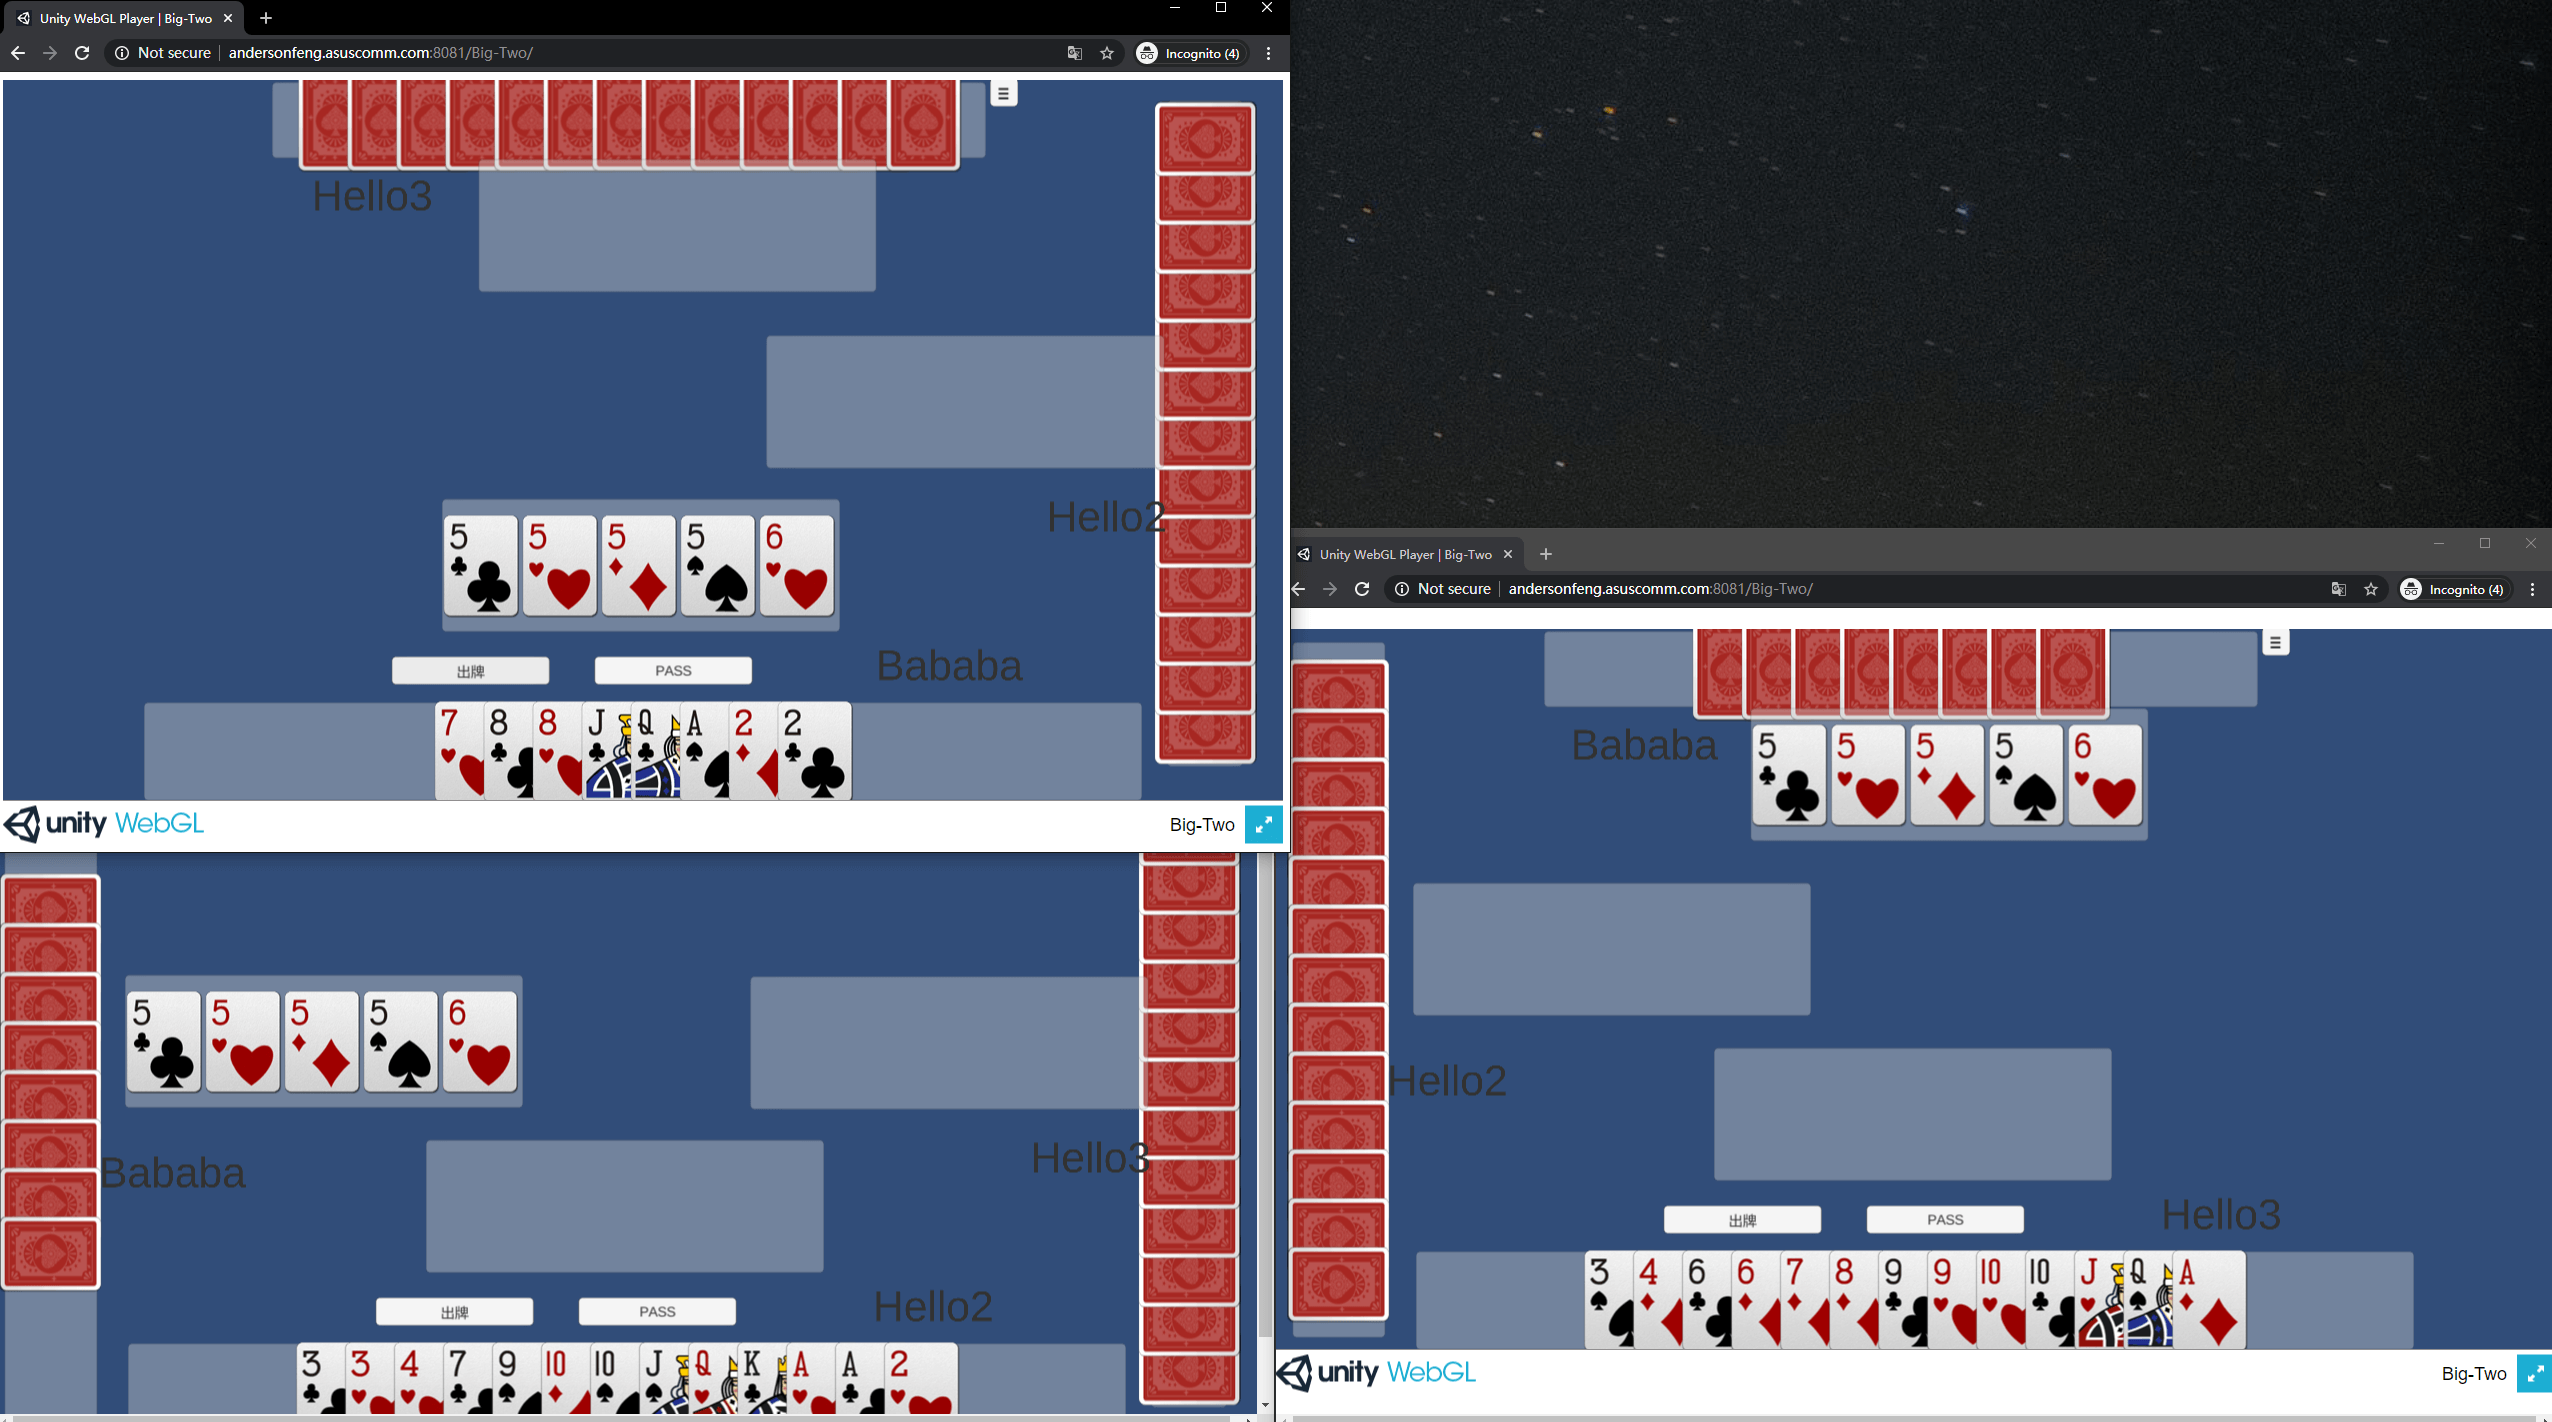 Unity WebGL Player | Big-Two
Not secure
andersonfeng.asuscomm.com:8081/Big-Two/
Incognito (4)
Hello3
Hello2
5 5 5 5 6
Bababa
出牌
PASS
7 8 8 J Q A 2 2
unity WebGL
Big-Two
Unity WebGL Player | Big-Two
Not secure
andersonfeng.asuscomm.com:8081/Big-Two/
Incognito (4)
Bababa
5 5 5 5 6
Hello2
Hello3
出牌
PASS
3 4 6 6 7 8 9 9 10 10 J Q A
unity WebGL
Big-Two
5 5 5 5 6
Bababa
Hello3
Hello2
出牌
PASS
3 3 4 7 9 10 10 J Q K A A 2